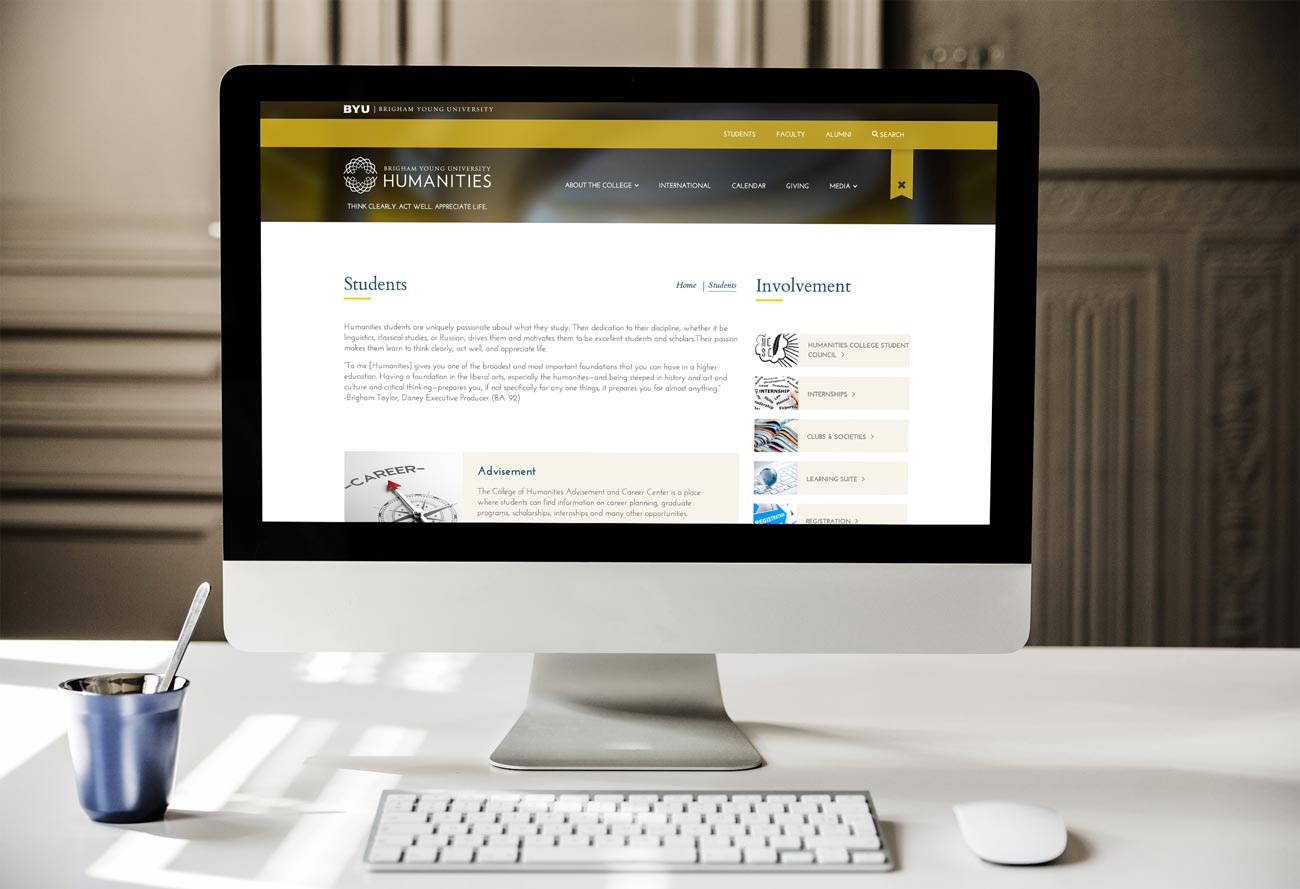 BYU | BRIGHAM YOUNG UNIVERSITY
STUDENTS FACULTY ALUMNI SEARCH
BRIGHAM YOUNG UNIVERSITY
HUMANITIES
ABOUT THE COLLEGE INTERNATIONAL CALENDAR GIVING MEDIA
THINK CLEARLY. ACT WELL. APPRECIATE LIFE.
Students
Home | Students
Humanities students are uniquely passionate about what they study. Their dedication to their discipline, whether it be
linguistics, classical studies, or Russian, drives them and motivates them to be excellent students and scholars.Their passion
makes them learn to think clearly, act well, and appreciate life.
"To me [Humanities] gives you one of the broadest and most important foundations that you can have in a higher
education. Having a foundation in the liberal arts, especially the humanities—and being steeped in history and art and
culture and critical thinking—prepares you, if not specifically for any one things, it prepares you for almost anything."
-Brigham Taylor, Disney Executive Producer (BA '92)
CAREER
Advisement
The College of Humanities Advisement and Career Center is a place
where students can find information on career planning, graduate
programs, scholarships, internships and many other opportunities.
Involvement
HCSC
HUMANITIES COLLEGE STUDENT
COUNCIL >
INTERNSHIP
INTERNSHIPS >
CLUBS & SOCIETIES >
LEARNING SUITE >
REGISTRATION
REGISTRATION >